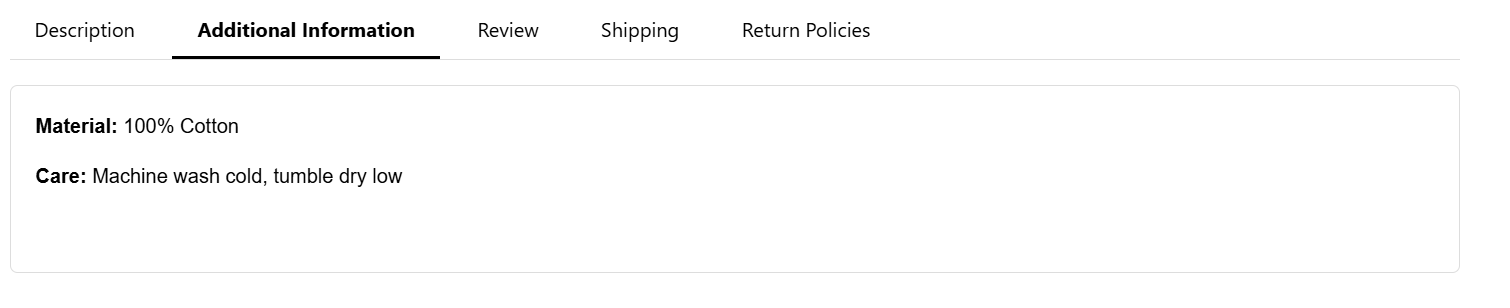 Description Additional Information Review Shipping Return Policies
Material: 100% Cotton
Care: Machine wash cold, tumble dry low